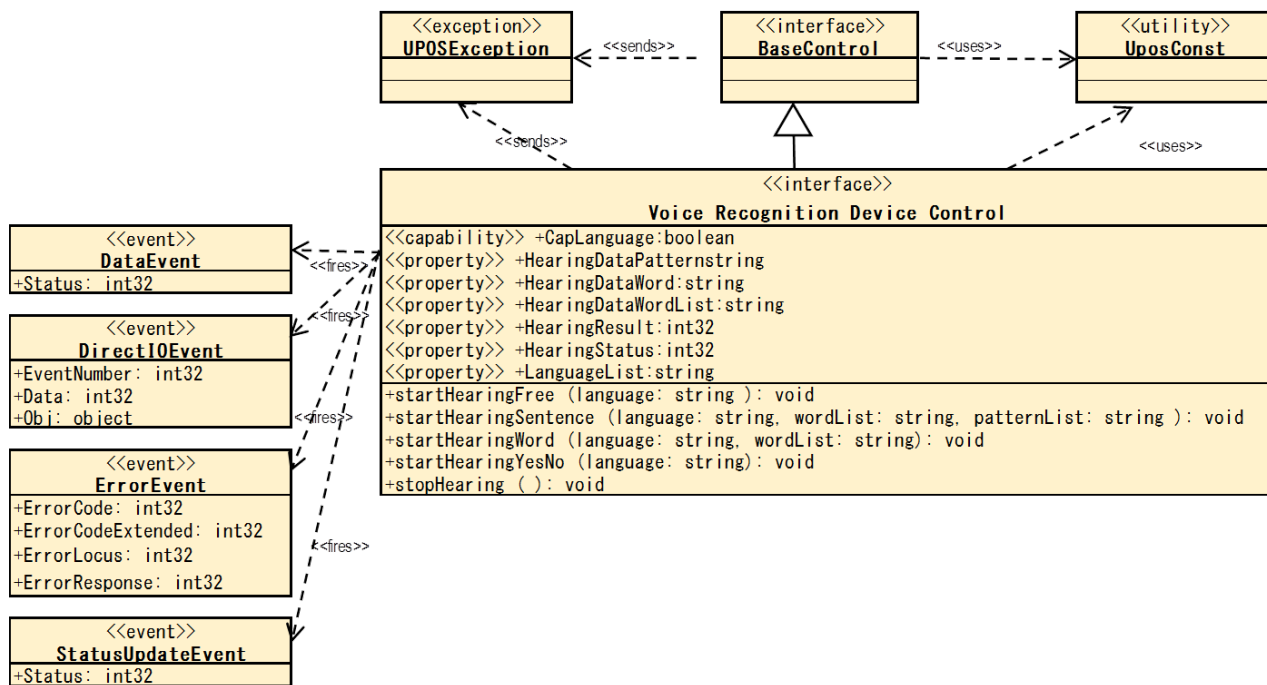 <<exception>>
UPOSException
<<sends>>
<<interface>>
BaseControl
<<uses>>
<<utility>>
UposConst
<<sends>>
<<uses>>
<<interface>>
Voice Recognition Device Control
<<capability>> +CapLanguage:boolean
<<property>> +HearingDataPatternstring
<<property>> +HearingDataWord:string
<<property>> +HearingDataWordList:string
<<property>> +HearingResult:int32
<<property>> +HearingStatus:int32
<<property>> +LanguageList:string
+startHearingFree (language: string ): void
+startHearingSentence (language: string, wordList: string, patternList: string ): void
+startHearingWord (language: string, wordList: string): void
+startHearingYesNo (language: string): void
+stopHearing ( ): void
<<event>>
DataEvent
+Status: int32
<<fires>>
<<event>>
DirectIOEvent
+EventNumber: int32
+Data: int32
+Obj: object
<<fires>>
<<event>>
ErrorEvent
+ErrorCode: int32
+ErrorCodeExtended: int32
+ErrorLocus: int32
+ErrorResponse: int32
<<fires>>
<<event>>
StatusUpdateEvent
+Status: int32
<<fires>>